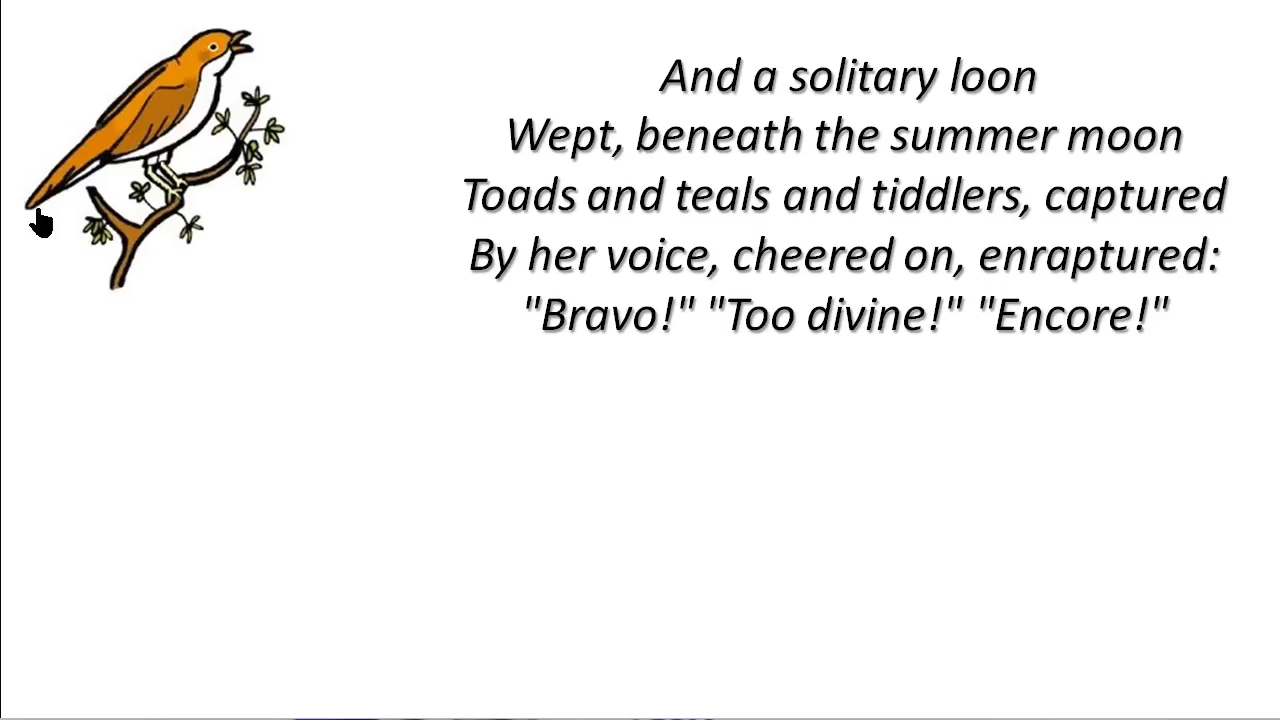 And a solitary loon
Wept, beneath the summer moon
Toads and teals and tiddlers, captured
By her voice, cheered on, enraptured:
"Bravo!" "Too divine!" "Encore!"